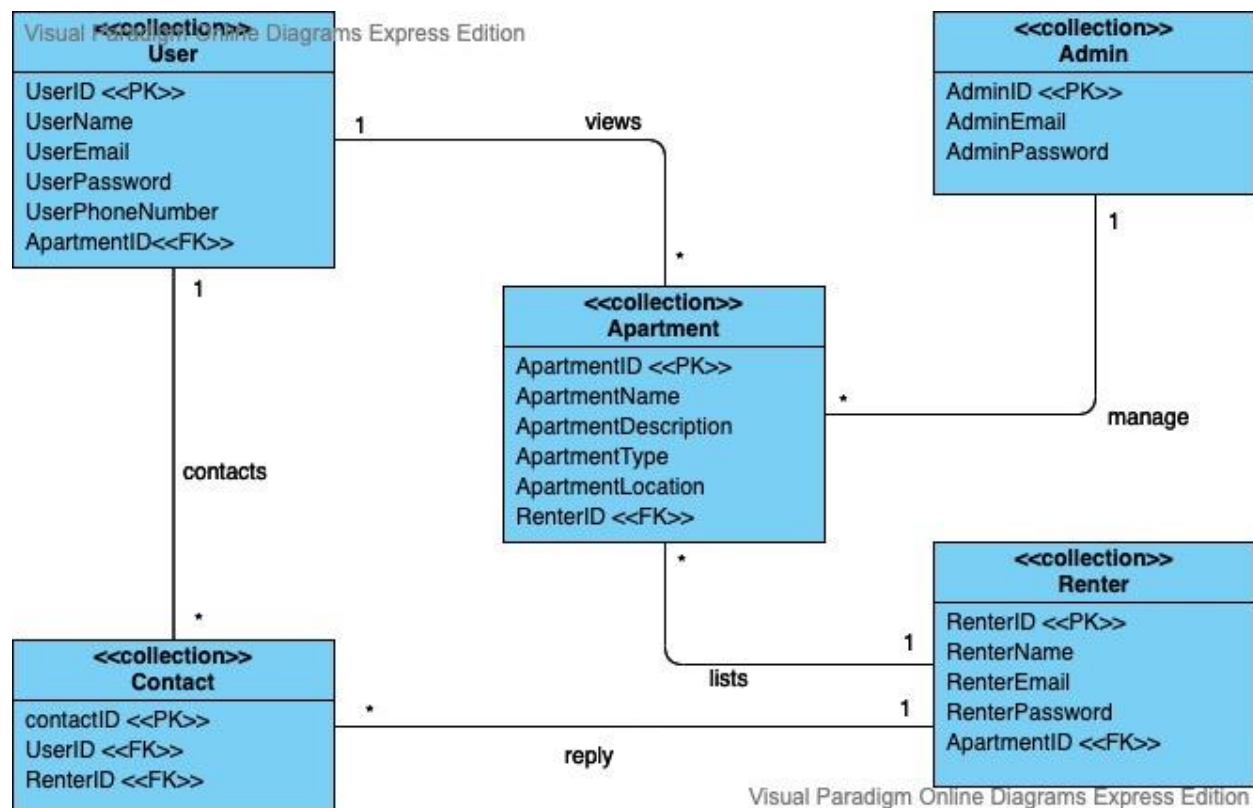 Visual Paradigm Online Diagrams Express Edition
<<collection>>
User
UserID <<PK>>
UserName
UserEmail
UserPassword
UserPhoneNumber
ApartmentID<<FK>>
1
views
*
<<collection>>
Admin
AdminID <<PK>>
AdminEmail
AdminPassword
1
manage
*
1
contacts
*
<<collection>>
Apartment
ApartmentID <<PK>>
ApartmentName
ApartmentDescription
ApartmentType
ApartmentLocation
RenterID <<FK>>
*
lists
1
<<collection>>
Renter
RenterID <<PK>>
RenterName
RenterEmail
RenterPassword
ApartmentID <<FK>>
<<collection>>
Contact
contactID <<PK>>
UserID <<FK>>
RenterID <<FK>>
*
reply
1
Visual Paradigm Online Diagrams Express Edition